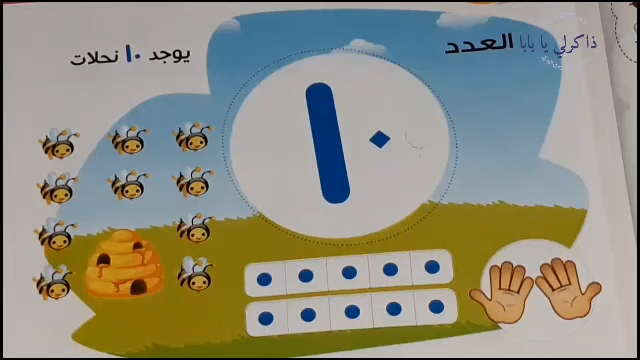 ذاكرلي يا بابا
العدد
يوجد ١٠ نحلات
١٠